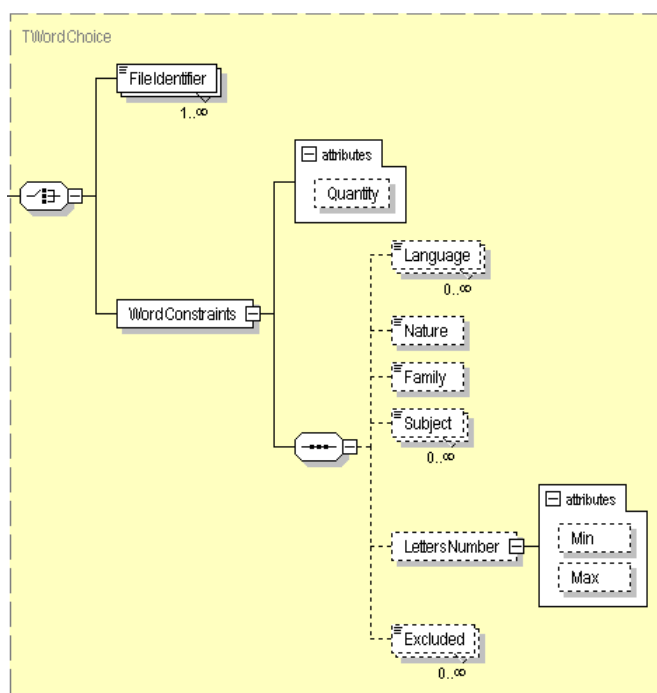 TWordChoice
FileIdentifier
1..∞
attributes
Quantity
WordConstraints
Language
0..∞
Nature
Family
Subject
0..∞
LettersNumber
attributes
Min
Max
Excluded
0..∞